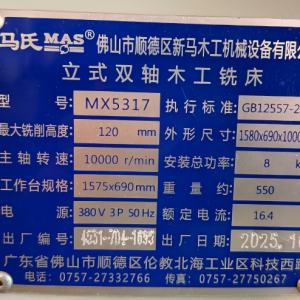 马氏 MAS 佛山市顺德区新马木工机械设备有限
立式双轴木工铣床
型 号 MX5317 执行标准 GB12557-2
最大铣削高度: 120 mm 外形尺寸: 1580x690x1000
主轴转速: 10000 r/min 安装总功率: 8
工作台规格: 1575x690mm 重量约: 550
电源: 380V 3P 50Hz 额定电流: 16.4
出厂编号 出厂日期 2025.
广东省佛山市顺德区伦教北海工业区科技西路
电话: 0757-27332766 传真: 0757-27750267